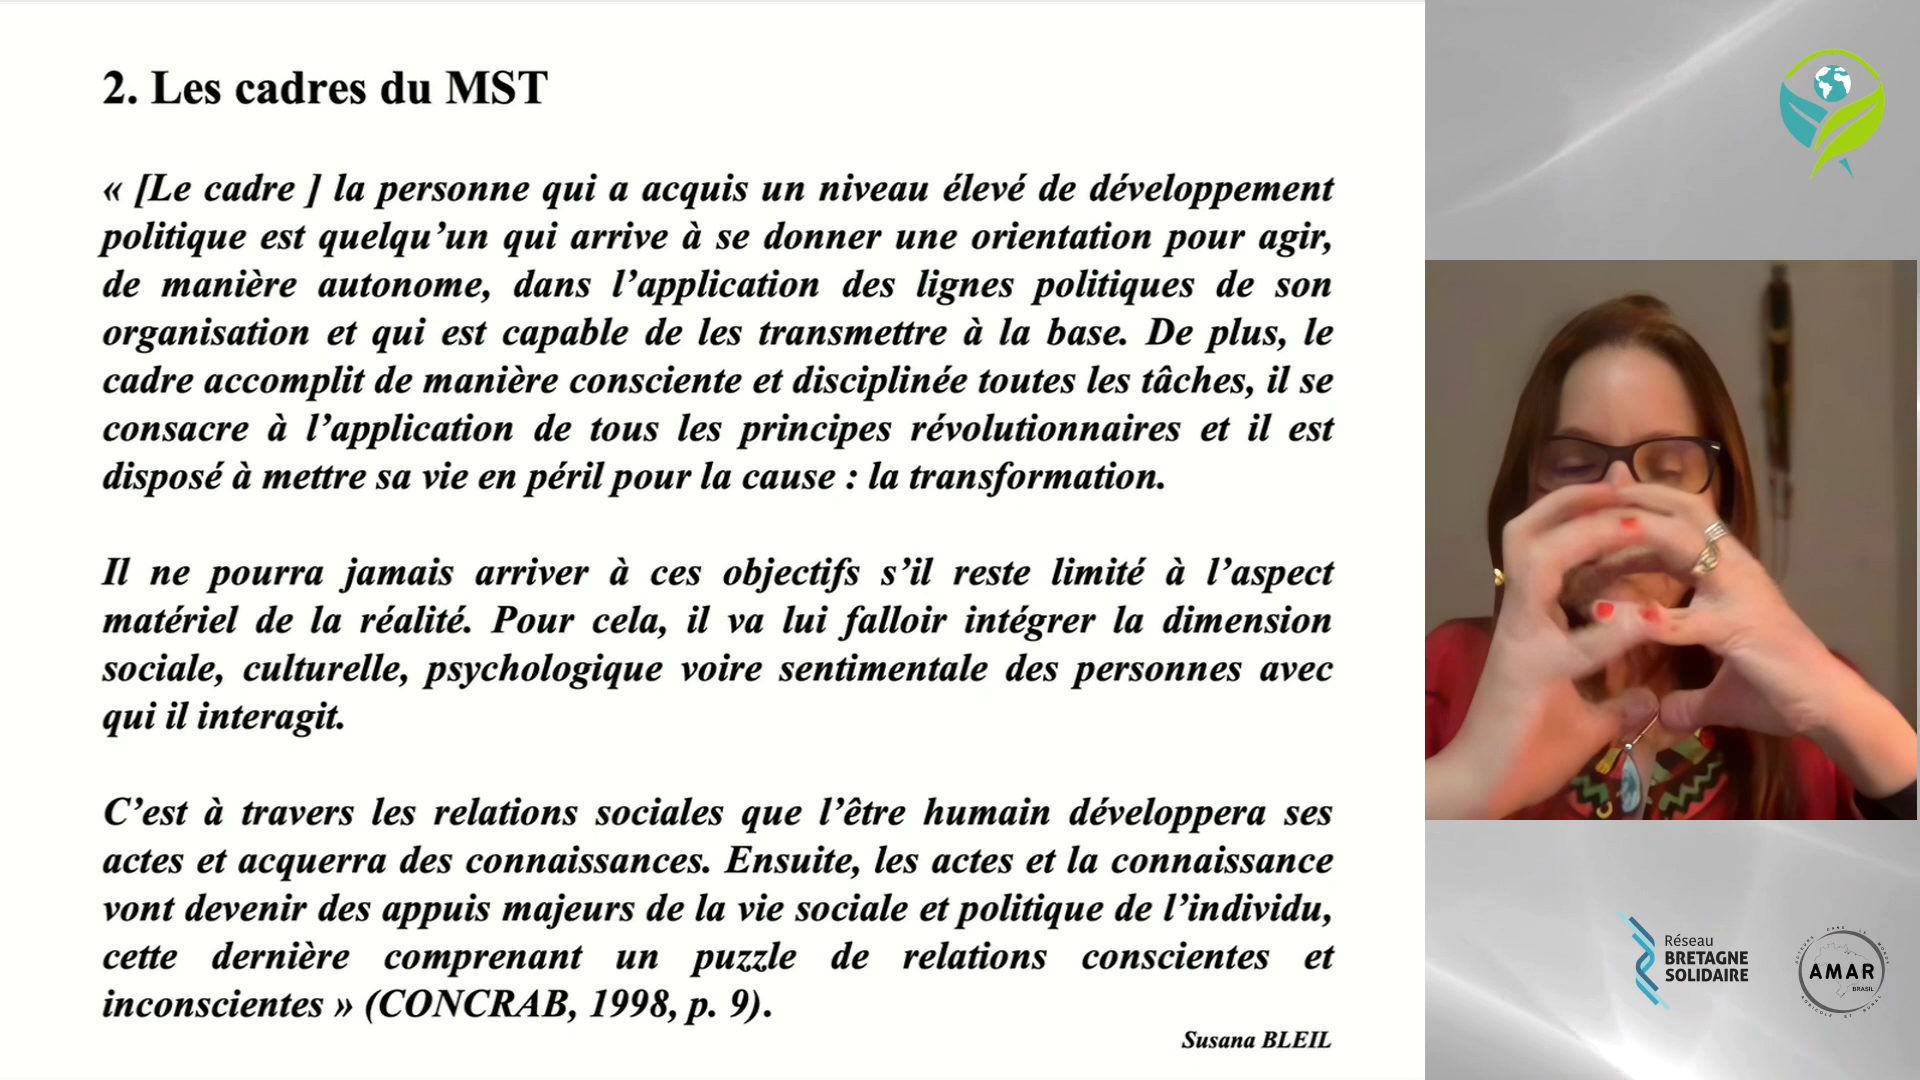 2. Les cadres du MST
« [Le cadre ] la personne qui a acquis un niveau élevé de développement
politique est quelqu’un qui arrive à se donner une orientation pour agir,
de manière autonome, dans l’application des lignes politiques de son
organisation et qui est capable de les transmettre à la base. De plus, le
cadre accomplit de manière consciente et disciplinée toutes les tâches, il se
consacre à l’application de tous les principes révolutionnaires et il est
disposé à mettre sa vie en péril pour la cause : la transformation.
Il ne pourra jamais arriver à ces objectifs s’il reste limité à l’aspect
matériel de la réalité. Pour cela, il va lui falloir intégrer la dimension
sociale, culturelle, psychologique voire sentimentale des personnes avec
qui il interagit.
C’est à travers les relations sociales que l’être humain développera ses
actes et acquerra des connaissances. Ensuite, les actes et la connaissance
vont devenir des appuis majeurs de la vie sociale et politique de l’individu,
cette dernière comprenant un puzzle de relations conscientes et
inconscientes » (CONCRAB, 1998, p. 9).
Susana BLEIL
Réseau
BRETAGNE
SOLIDAIRE
AMAR
BRASIL